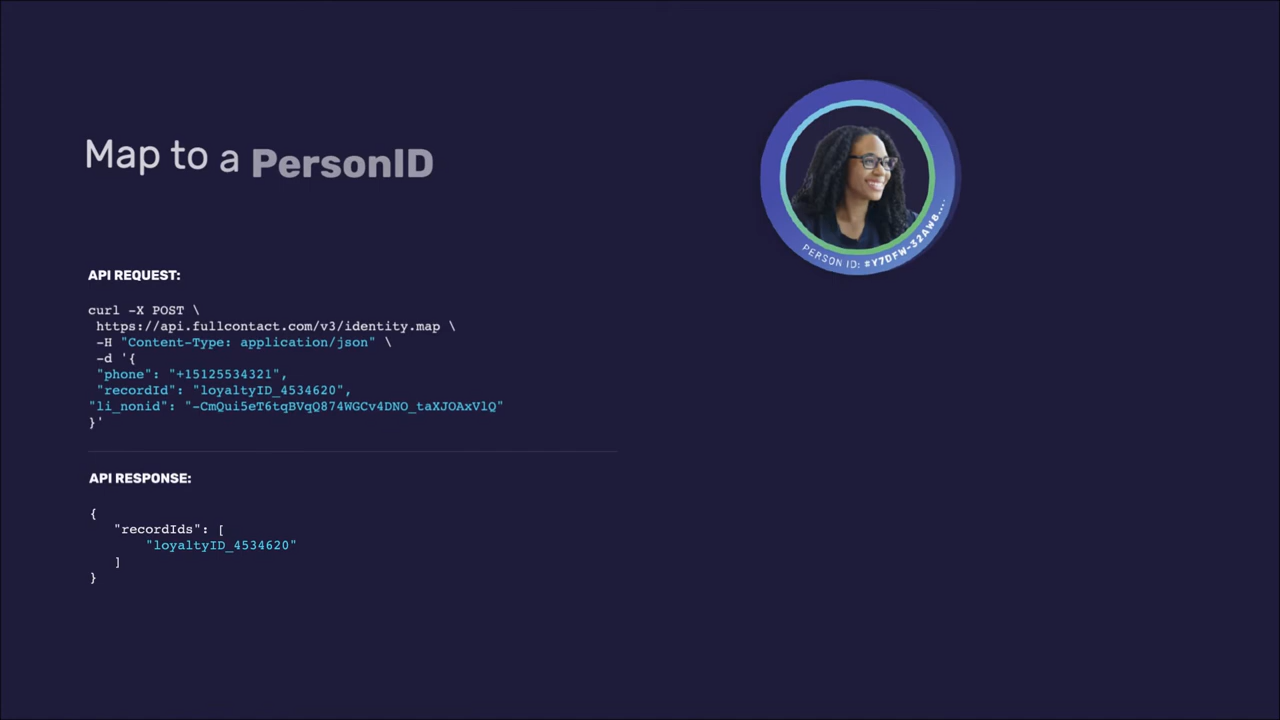 Map to a PersonID
PERSON ID: #Y7DFW-32AW8....
API REQUEST:
curl -X POST \
https://api.fullcontact.com/v3/identity.map \
-H "Content-Type: application/json" \
-d '{
"phone": "+15125534321",
"recordId": "loyaltyID_4534620",
"li_nonid": "-CmQui5eT6tqBVqQ874WGCv4DNO_taXJOAxVlQ"
}'
API RESPONSE:
{
"recordIds": [
"loyaltyID_4534620"
]
}